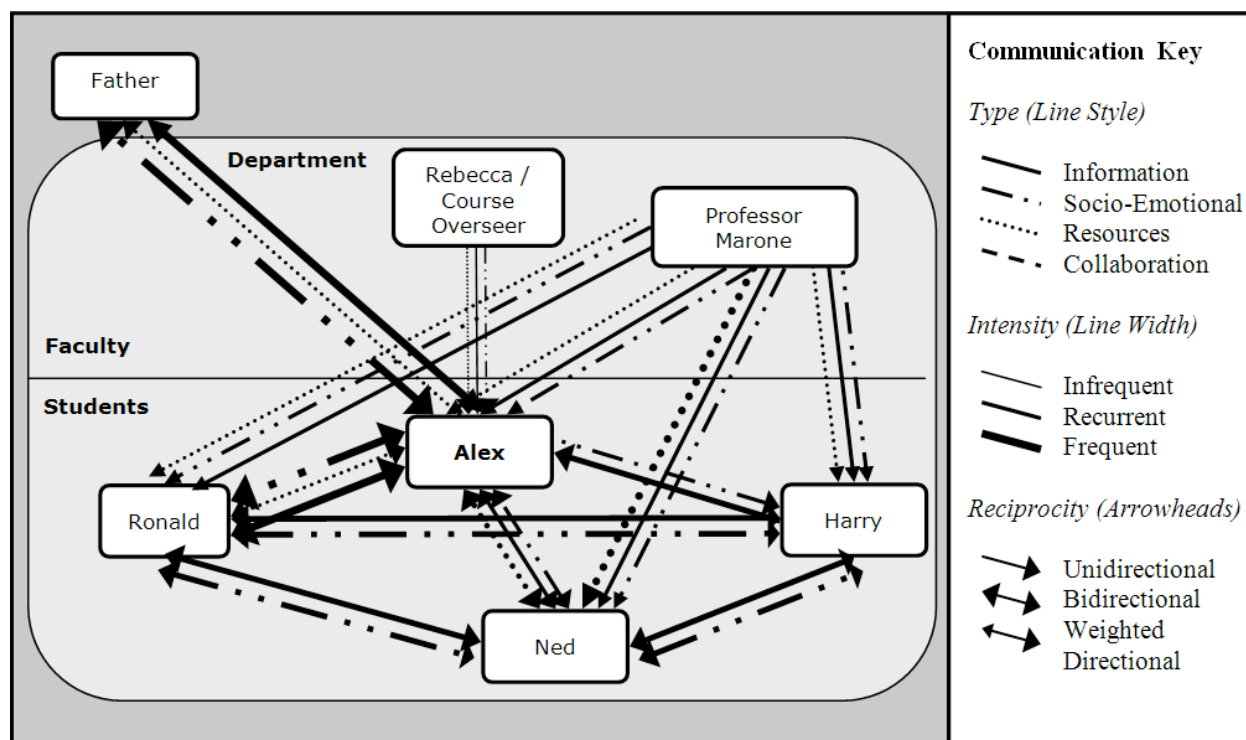 Father
Department
Rebecca /
Course
Overseer
Professor
Marone
Faculty
Students
Alex
Ronald
Harry
Ned
Communication Key
Type (Line Style)
Information
Socio-Emotional
Resources
Collaboration
Intensity (Line Width)
Infrequent
Recurrent
Frequent
Reciprocity (Arrowheads)
Unidirectional
Bidirectional
Weighted
Directional